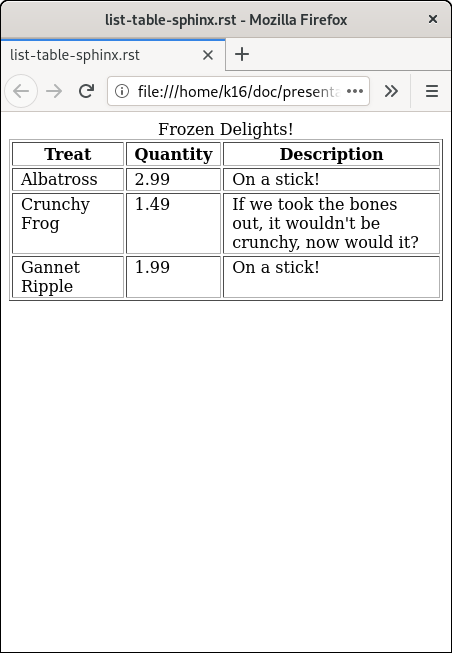 list-table-sphinx.rst - Mozilla Firefox
list-table-sphinx.rst
file:///home/k16/doc/present
Frozen Delights!
Treat Quantity Description
Albatross 2.99 On a stick!
Crunchy 1.49 If we took the bones
Frog out, it wouldn't be
crunchy, now would it?
Gannet 1.99 On a stick!
Ripple